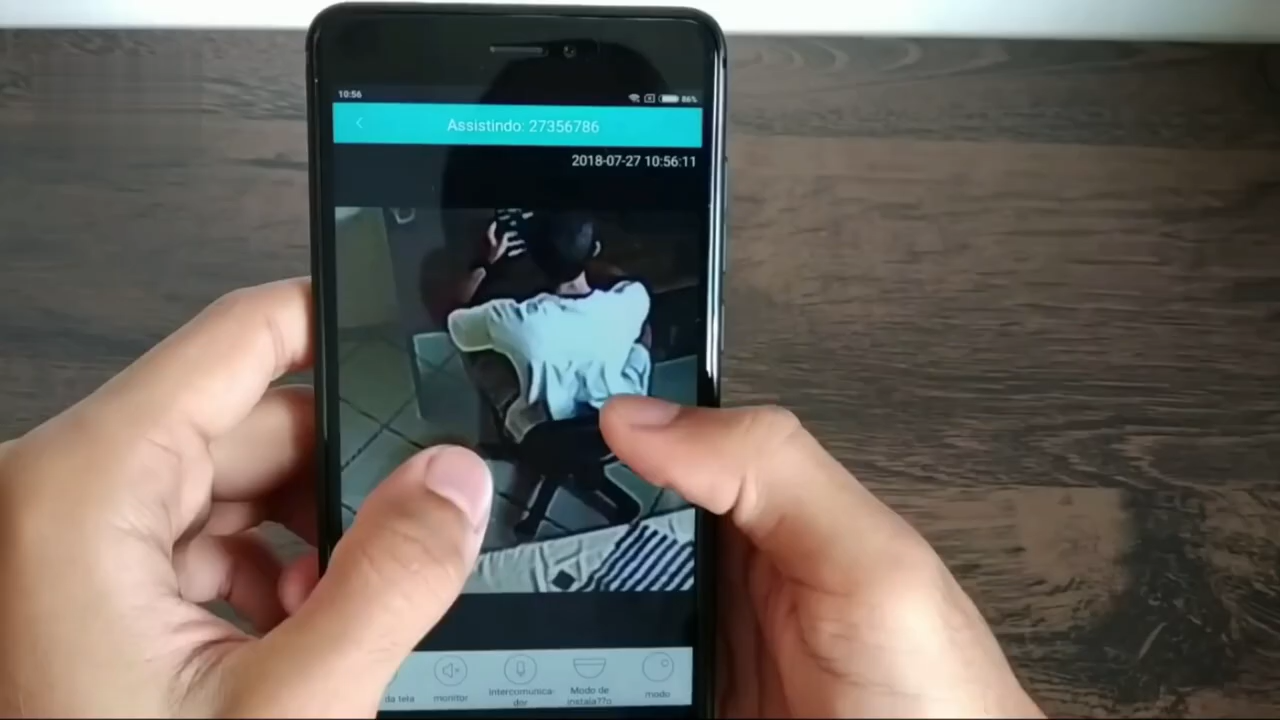 10:56
86%
Assistindo: 27356786
2018-07-27 10:56:11
da tela
monitor
intercomunica-
dor
Modo de
instala??o
modo